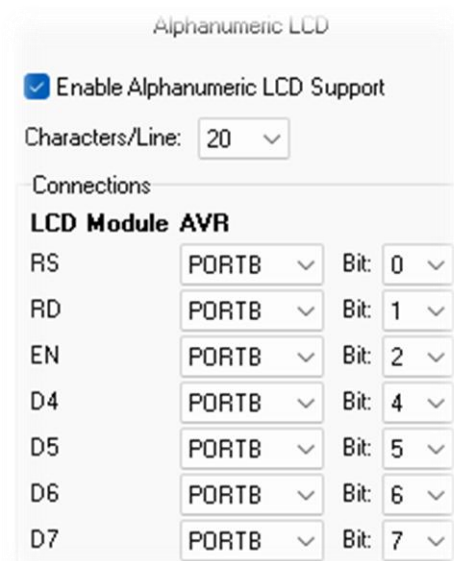 Alphanumeric LCD
Enable Alphanumeric LCD Support
Characters/Line: 20
Connections
LCD Module AVR
RS PORTB Bit: 0
RD PORTB Bit: 1
EN PORTB Bit: 2
D4 PORTB Bit: 4
D5 PORTB Bit: 5
D6 PORTB Bit: 6
D7 PORTB Bit: 7